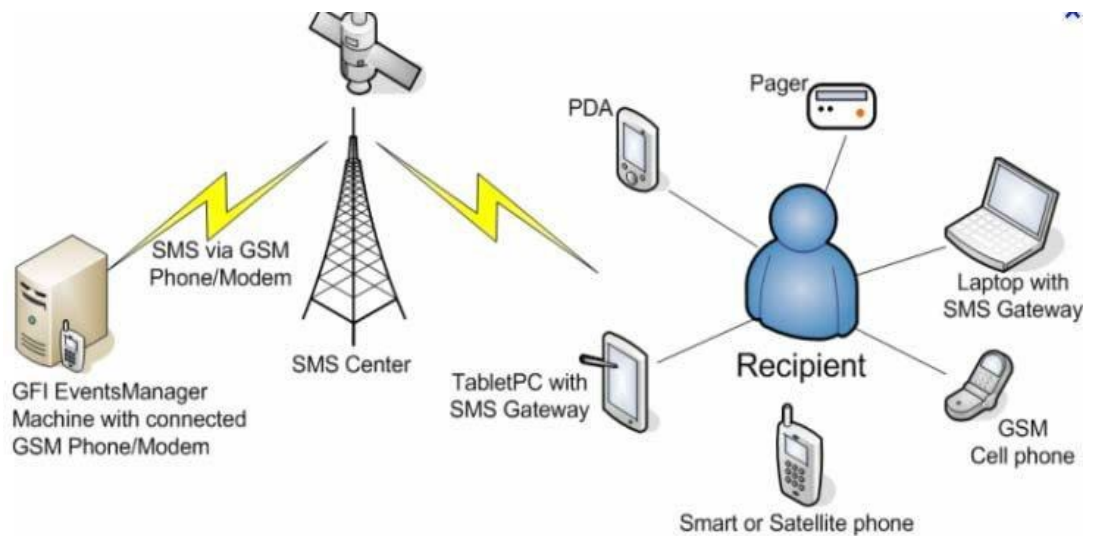 SMS via GSM
Phone/Modem
GFI EventsManager
Machine with connected
GSM Phone/Modem
SMS Center
PDA
Pager
Laptop with
SMS Gateway
Recipient
TabletPC with
SMS Gateway
GSM
Cell phone
Smart or Satellite phone